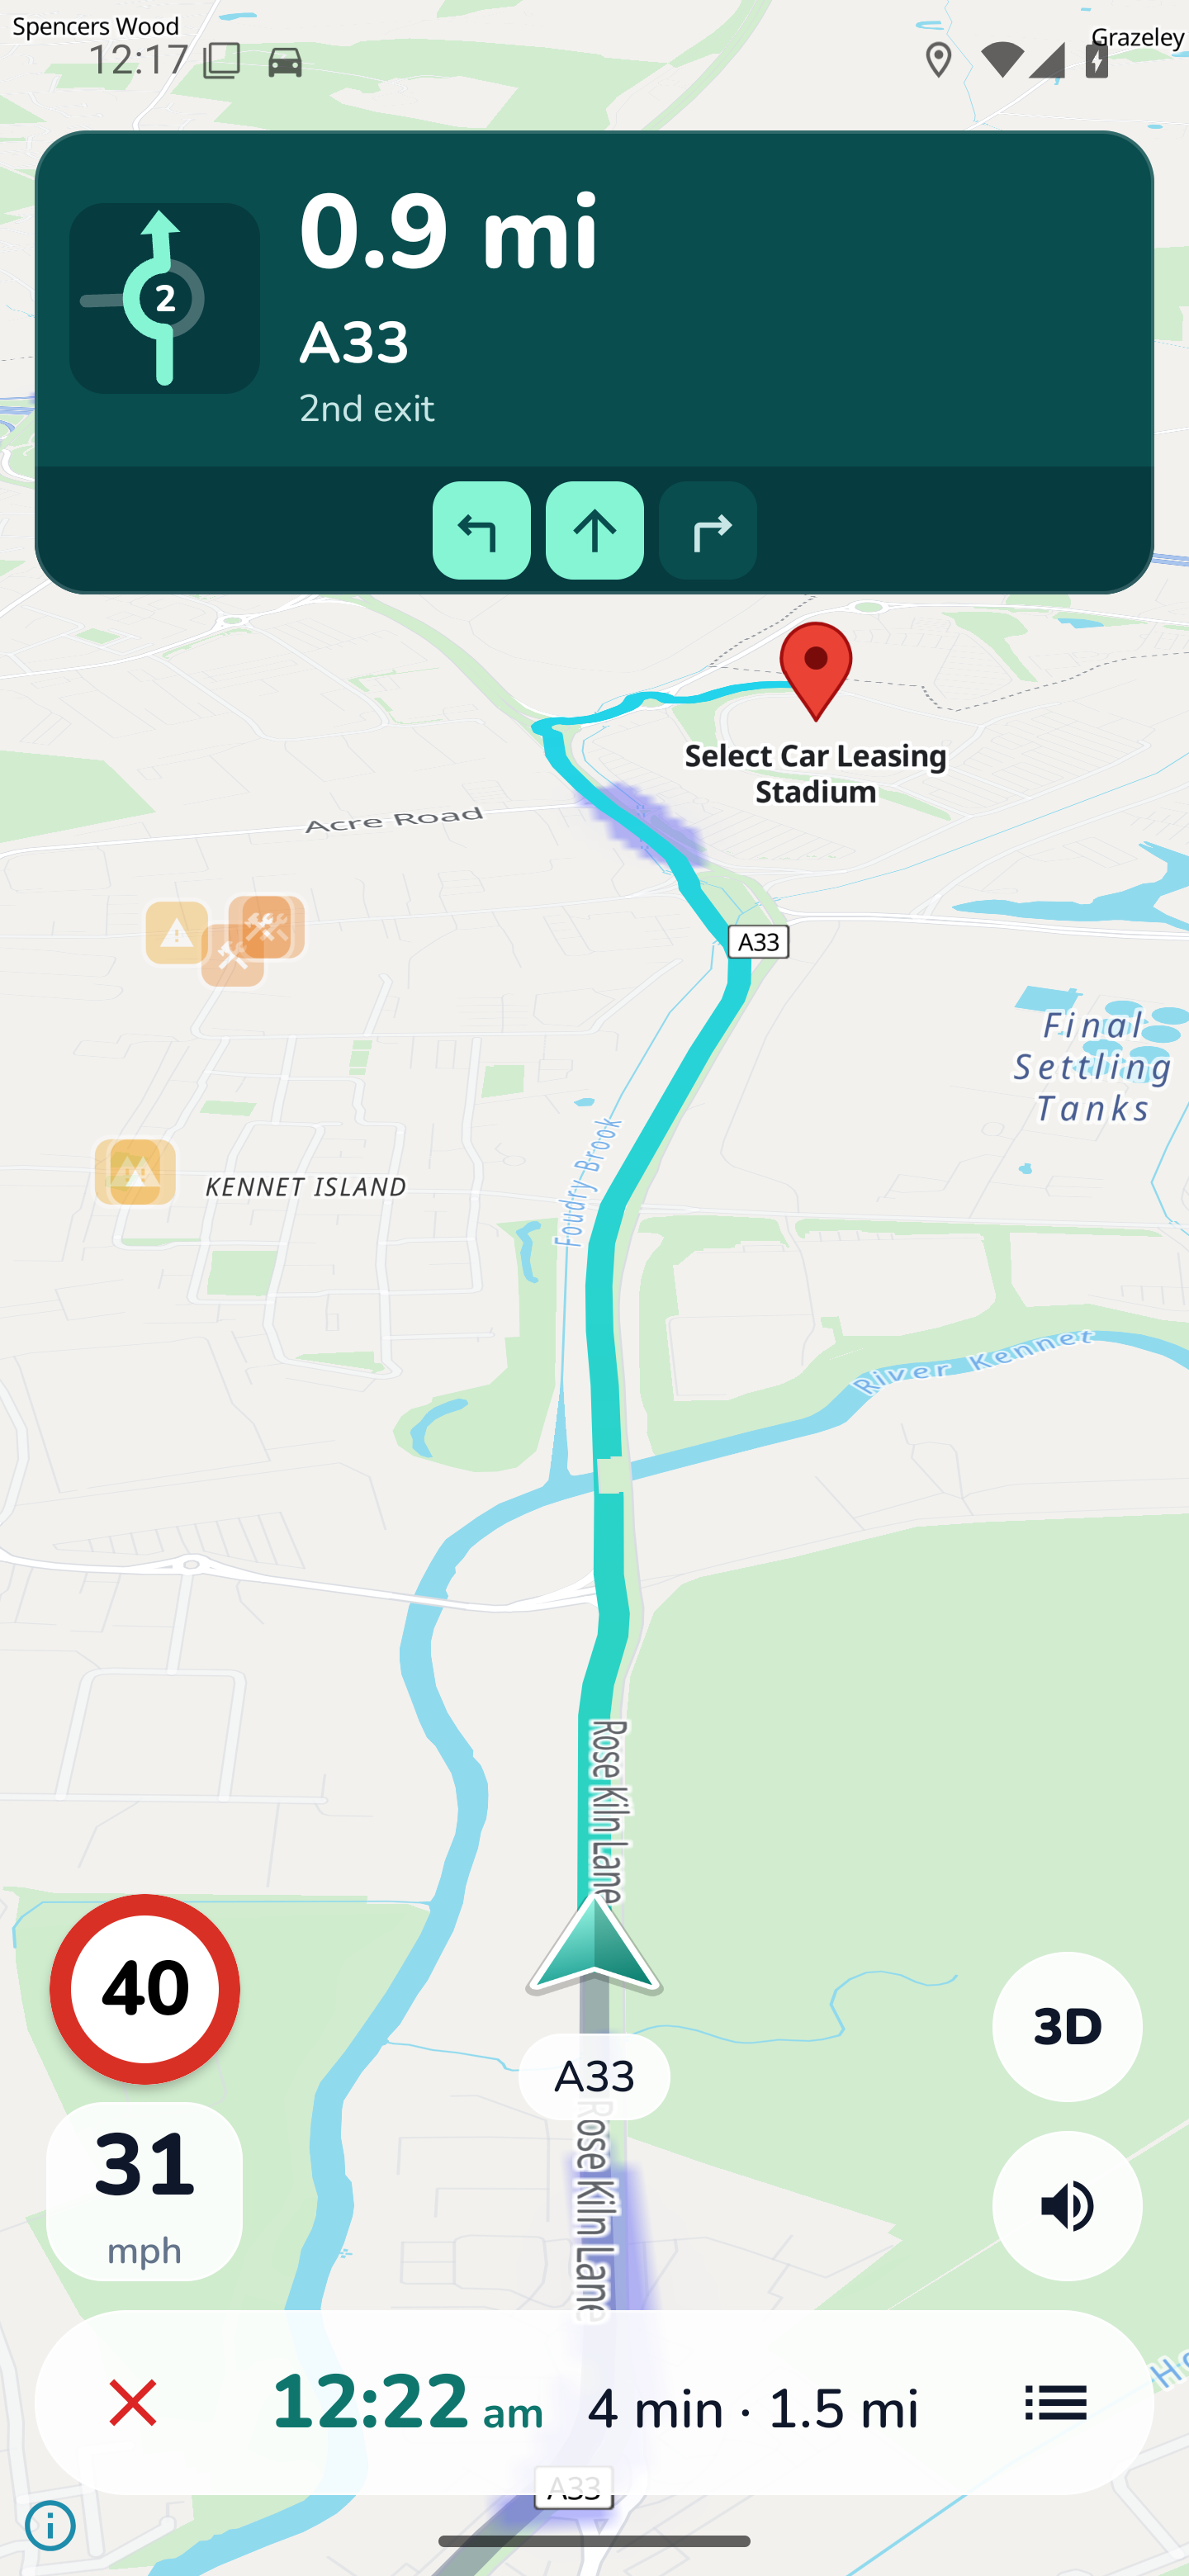 Spencers Wood
Grazeley
12:17
0.9 mi
2
A33
2nd exit
Select Car Leasing
Stadium
Acre Road
A33
Final
Settling
Tanks
KENNET ISLAND
Foudry Brook
River Kennet
Rose Kiln Lane
40
3D
A33
31
mph
Rose Kiln Lane
12:22 am
4 min · 1.5 mi
A33